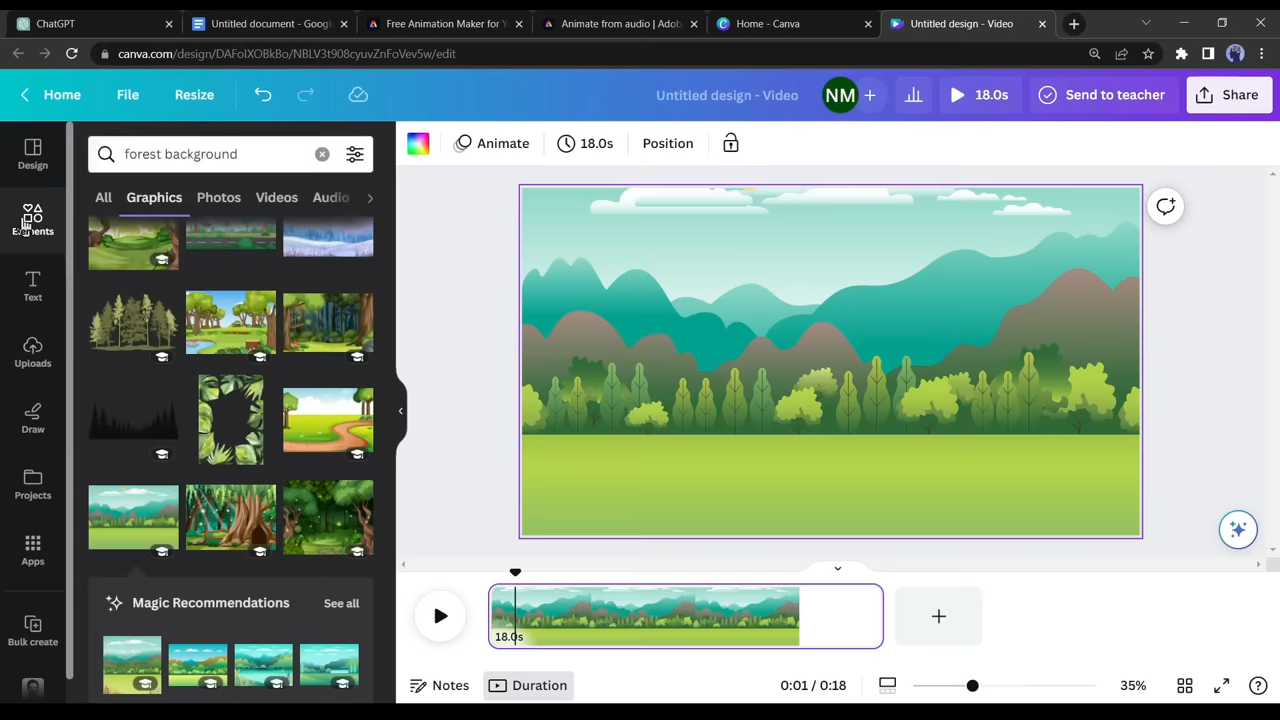 ChatGPT
Untitled document - Google
Free Animation Maker for Y
Animate from audio | Adob
Home - Canva
Untitled design - Video
canva.com/design/DAFoIXOBkBo/NBLV3t908cyuvZnFoVev5w/edit
Home
File
Resize
Untitled design - Video
NM
18.0s
Send to teacher
Share
Design
Elements
Text
Uploads
Draw
Projects
Apps
Bulk create
forest background
All
Graphics
Photos
Videos
Audio
Magic Recommendations
See all
Animate
18.0s
Position
18.0s
Notes
Duration
0:01 / 0:18
35%